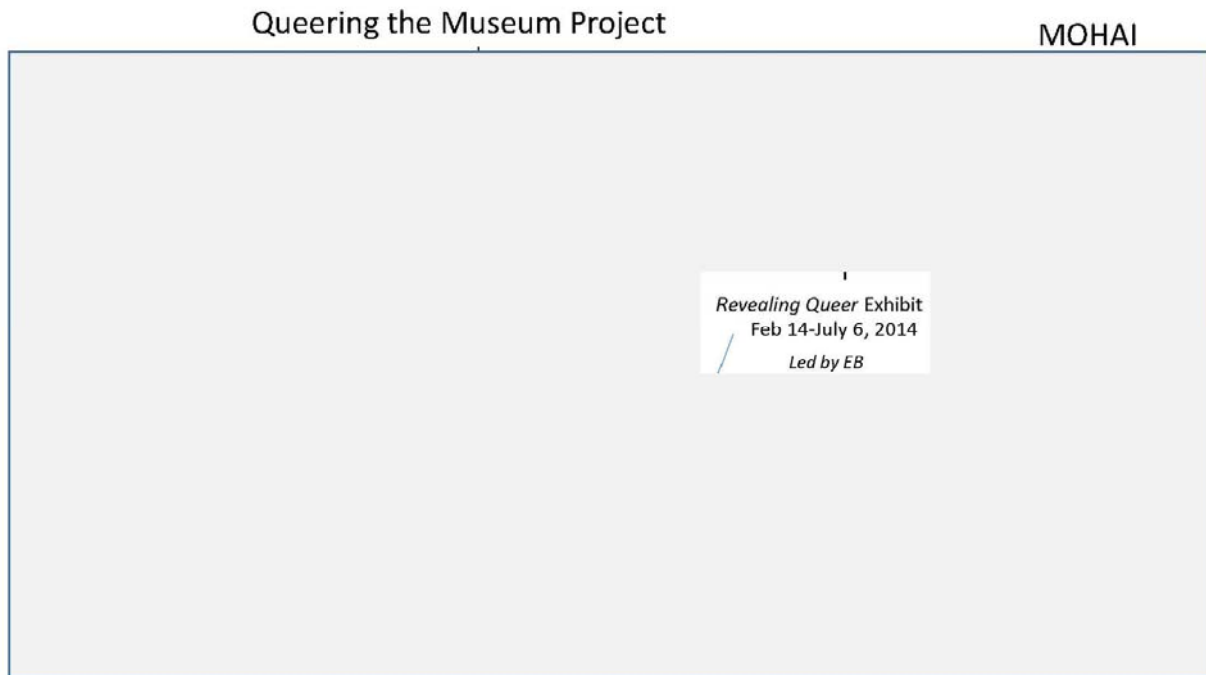 Queering the Museum Project
MOHAI
Revealing Queer Exhibit
Feb 14-July 6, 2014
Led by EB